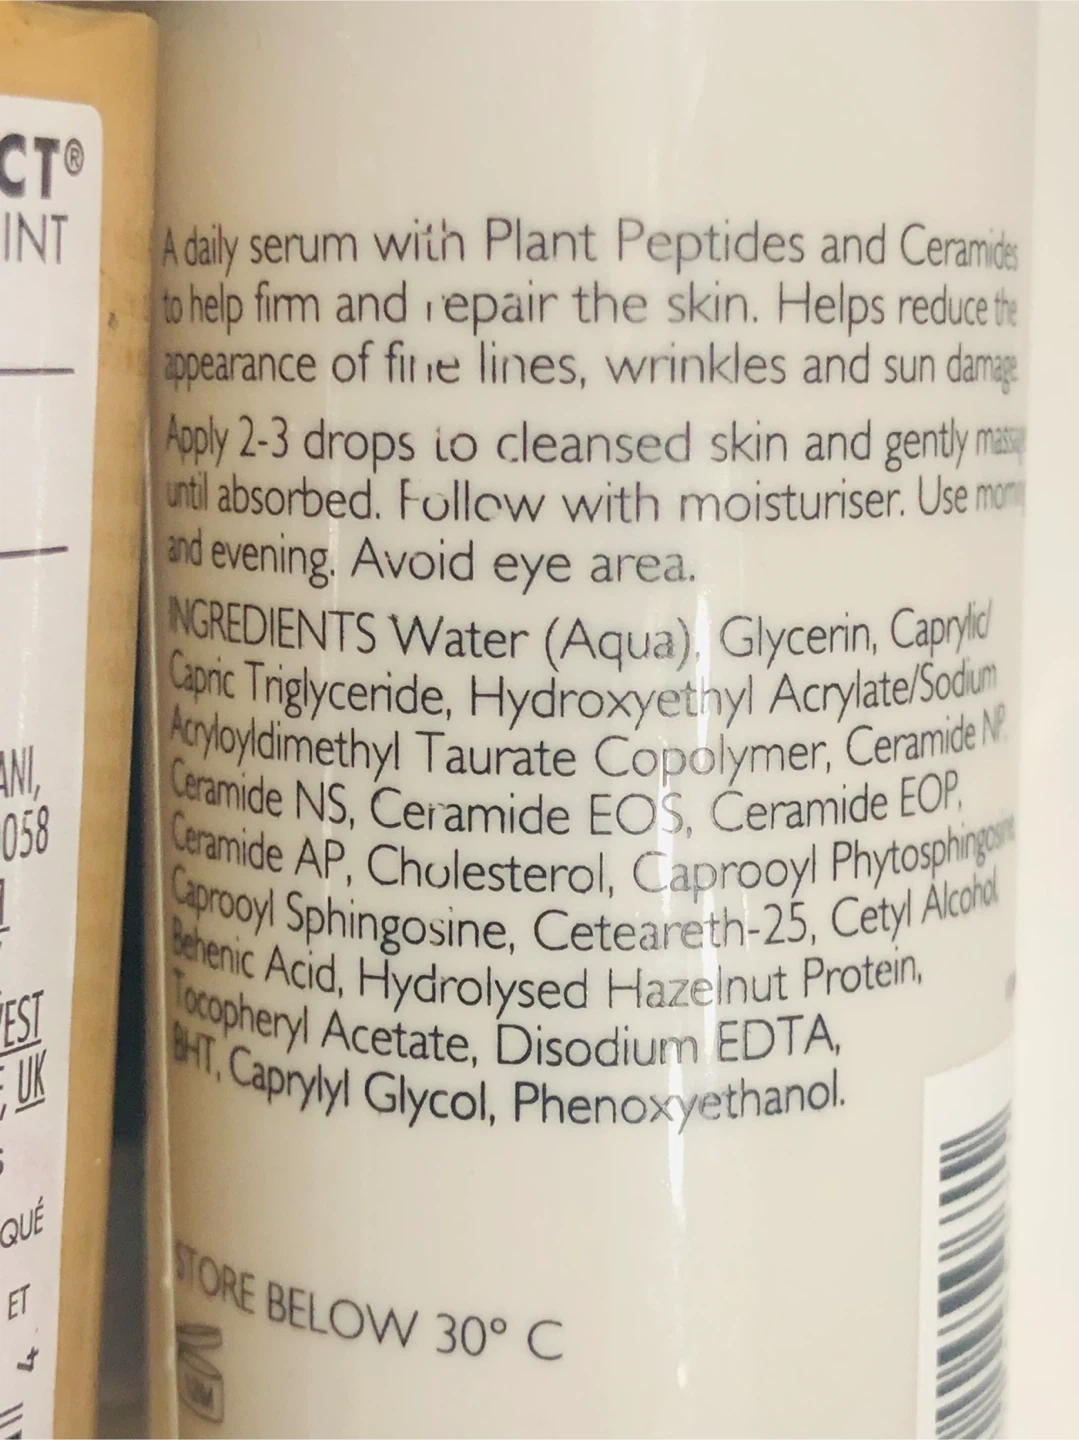 CT®
INT
ANI,
058
EST
, UK
QUÉ
ET
A daily serum with Plant Peptides and Ceramides
to help firm and repair the skin. Helps reduce the
appearance of fine lines, wrinkles and sun damage
Apply 2-3 drops to cleansed skin and gently
until absorbed. Follow with moisturiser. Use
and evening. Avoid eye area.
INGREDIENTS Water (Aqua), Glycerin, Caprylic/
Capric Triglyceride, Hydroxyethyl Acrylate/Sodium
Acryloyldimethyl Taurate Copolymer, Ceramide NP,
Ceramide NS, Ceramide EOS, Ceramide EOP,
Ceramide AP, Cholesterol, Caprooyl Phytosphingosine
Caprooyl Sphingosine, Ceteareth-25, Cetyl Alcohol,
Behenic Acid, Hydrolysed Hazelnut Protein,
Tocopheryl Acetate, Disodium EDTA,
BHT, Caprylyl Glycol, Phenoxyethanol.
STORE BELOW 30° C